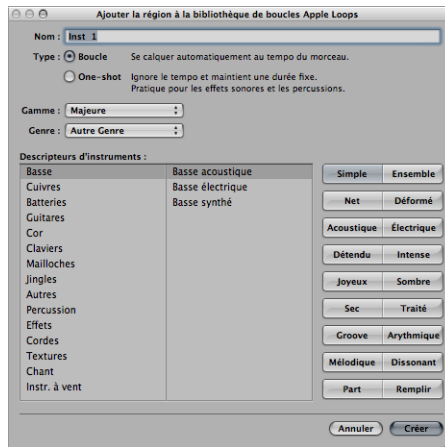 Ajouter la région à la bibliothèque de boucles Apple Loops
Nom : Inst 1
Type : Boucle Se calquer automatiquement au tempo du morceau.
One-shot Ignore le tempo et maintient une durée fixe.
Pratique pour les effets sonores et les percussions.
Gamme : Majeure
Genre : Autre Genre
Descripteurs d'instruments :
Basse Basse acoustique Simple Ensemble
Cuivres Basse électrique
Batteries Basse synthé Net Déformé
Guitares
Cor Acoustique Électrique
Claviers
Mailloches Détendu Intense
Jingles
Autres Joyeux Sombre
Percussion
Effets Sec Traité
Cordes
Textures Groove Arythmique
Chant
Instr. à vent Mélodique Dissonant
Part Remplir
Annuler Créer